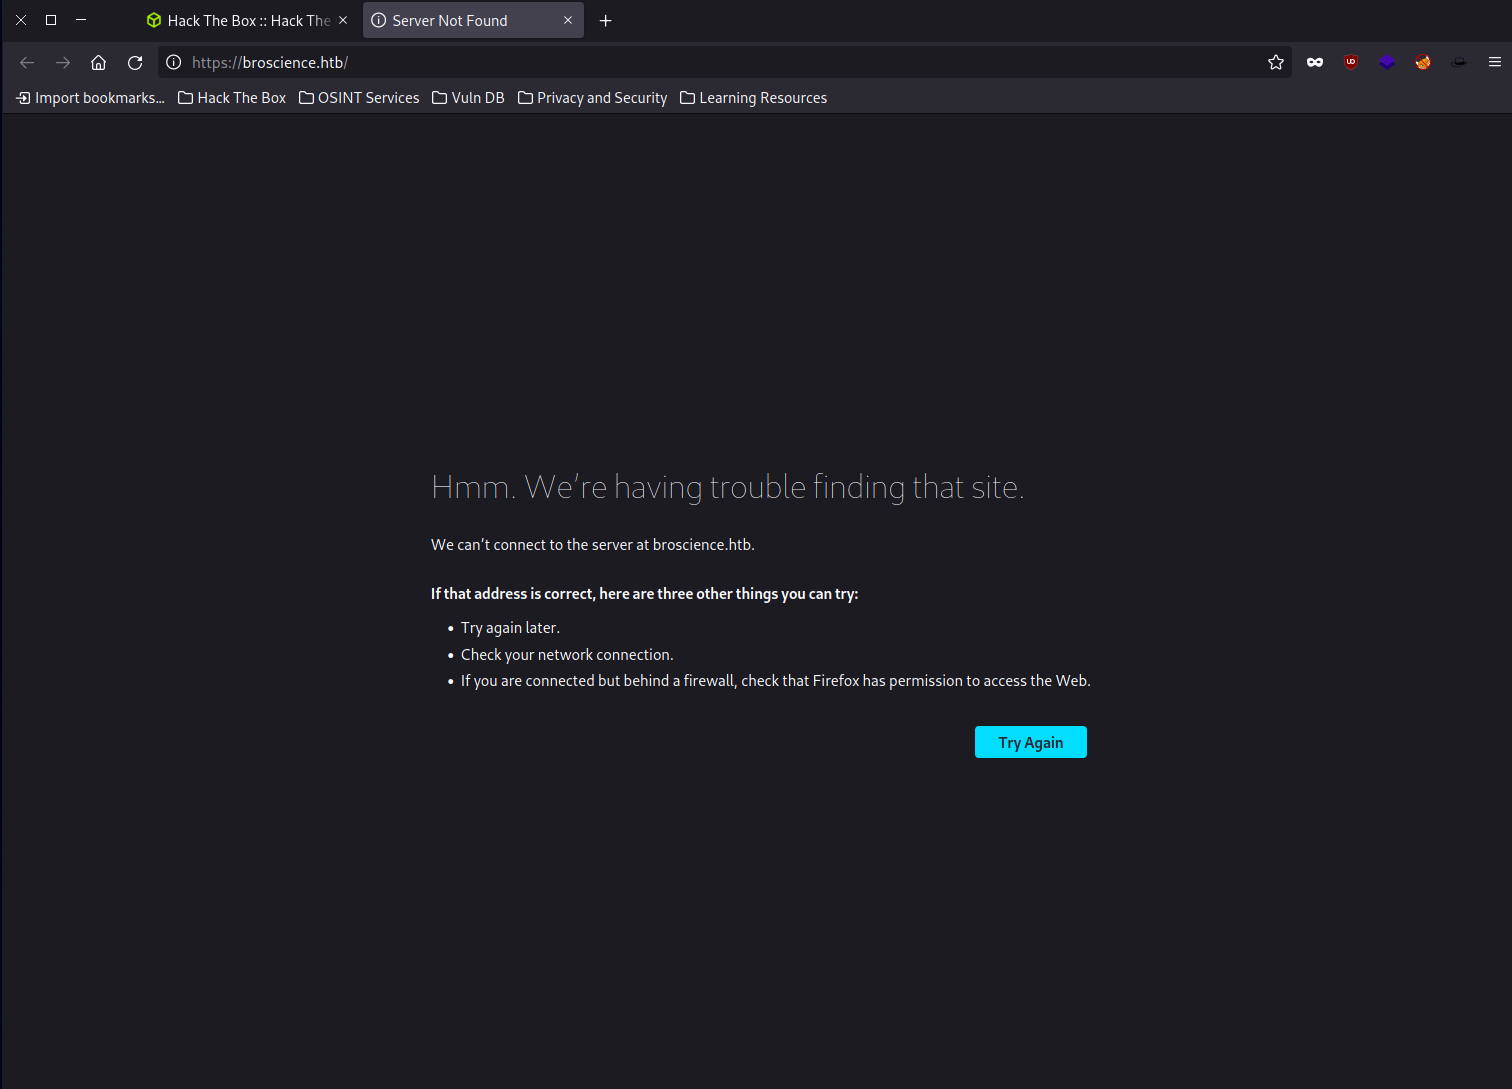 Hack The Box :: Hack The
Server Not Found
https://broscience.htb/
Import bookmarks... Hack The Box OSINT Services Vuln DB Privacy and Security Learning Resources
Hmm. We’re having trouble finding that site.
We can’t connect to the server at broscience.htb.
If that address is correct, here are three other things you can try:
• Try again later.
• Check your network connection.
• If you are connected but behind a firewall, check that Firefox has permission to access the Web.
Try Again